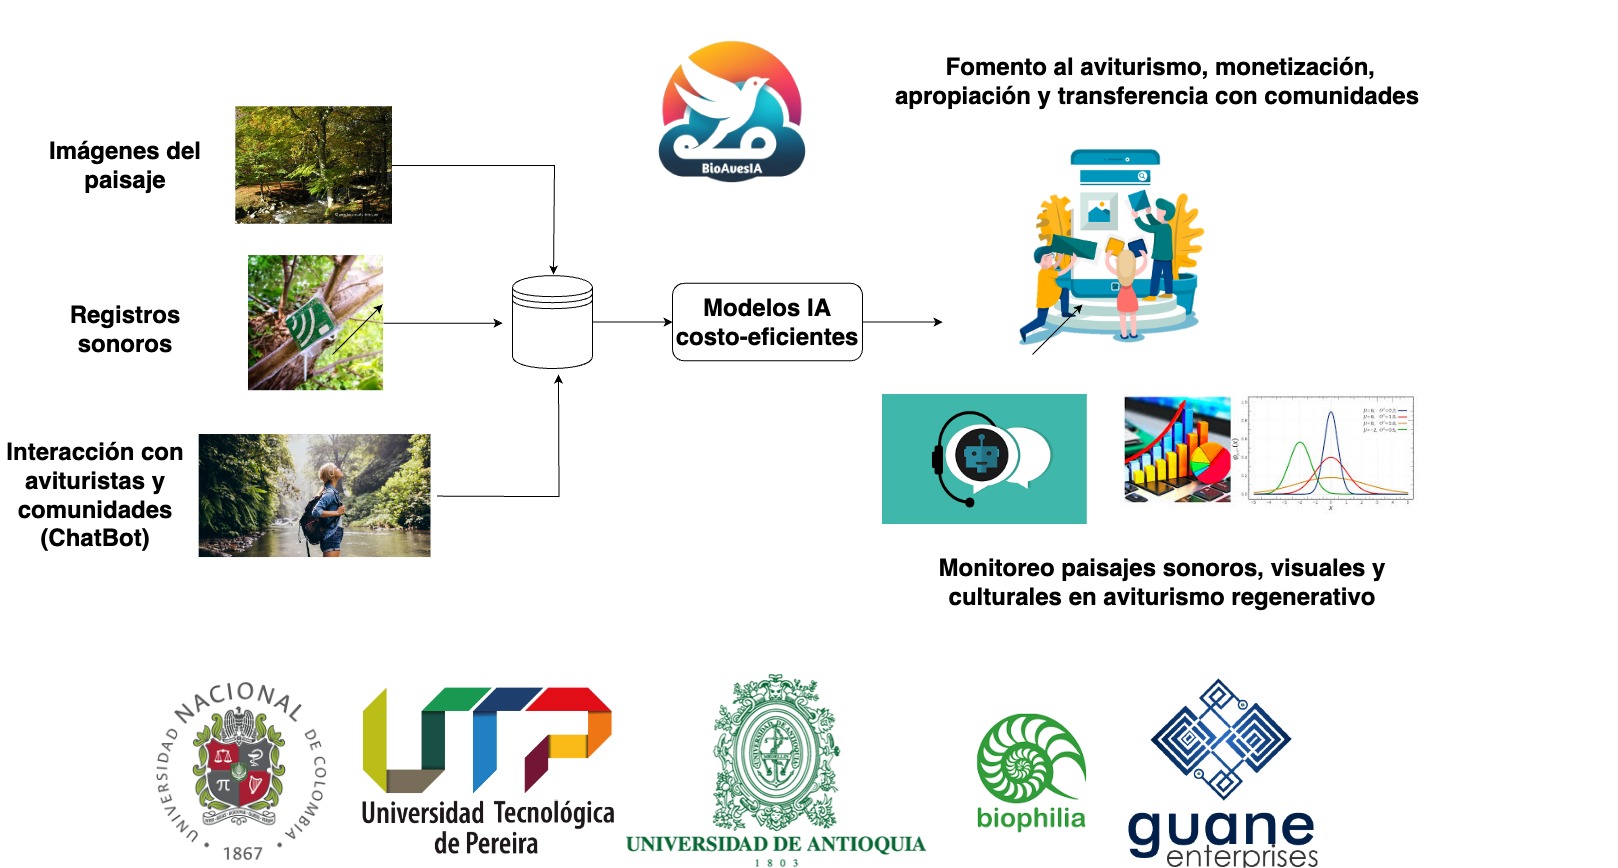 Fomento al aviturismo, monetización,
apropiación y transferencia con comunidades
BioAvesIA
Imágenes del
paisaje
Registros
sonoros
Modelos IA
costo-eficientes
Interacción con
avituristas y
comunidades
(ChatBot)
Monitoreo paisajes sonoros, visuales y
culturales en aviturismo regenerativo
UNIVERSIDAD NACIONAL DE COLOMBIA
1867
Universidad Tecnológica
de Pereira
UNIVERSIDAD DE ANTIOQUIA
1803
biophilia
guane
enterprises